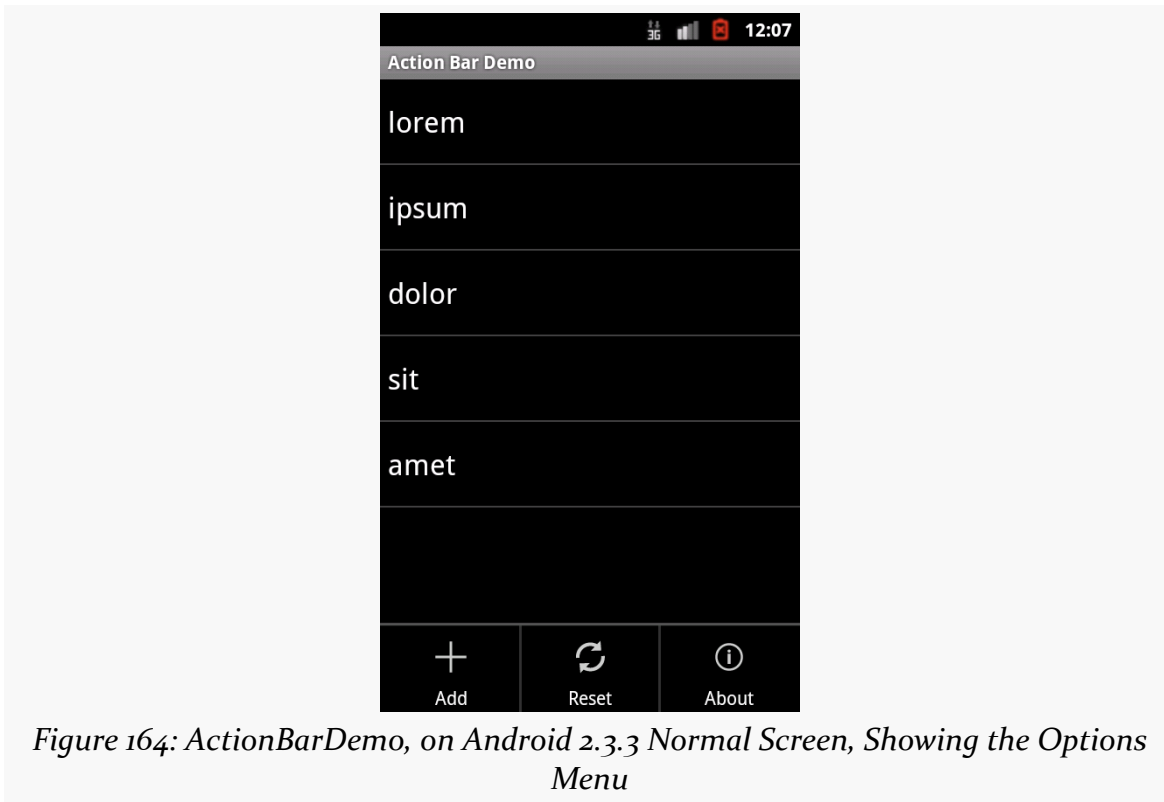 3G 12:07
Action Bar Demo
lorem
ipsum
dolor
sit
amet
Add Reset About
Figure 164: ActionBarDemo, on Android 2.3.3 Normal Screen, Showing the Options
Menu